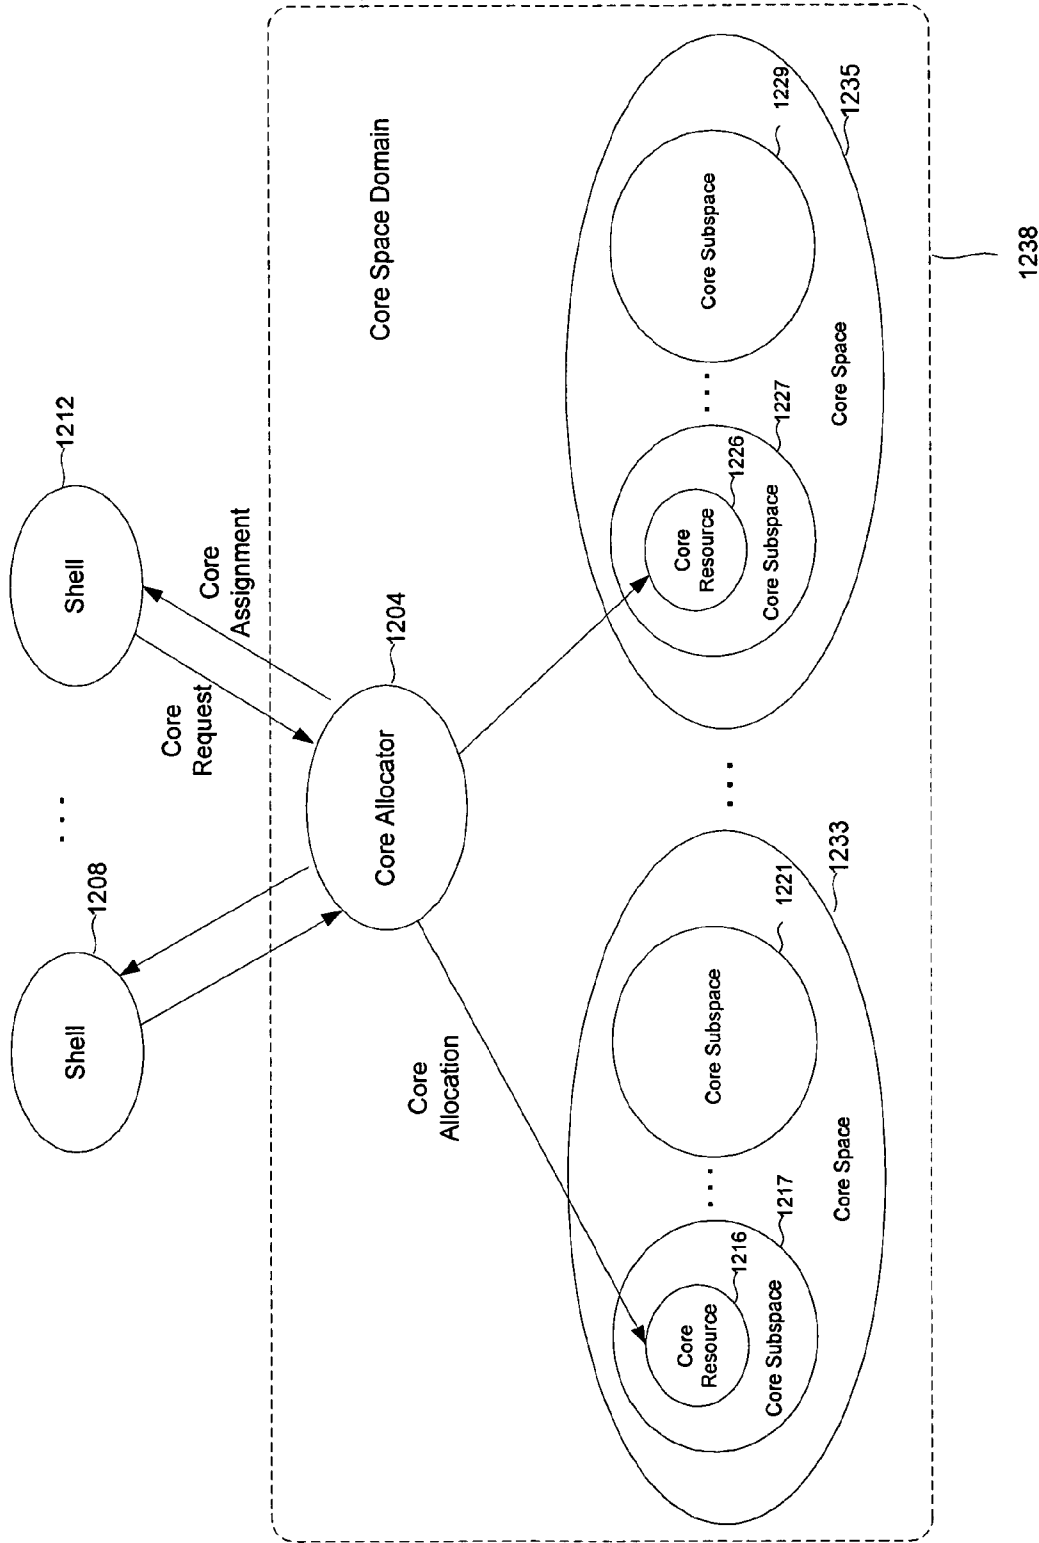 Shell
1208
. . .
Shell
1212
Core
Request
Core
Assignment
Core Allocator
1204
Core Space Domain
Core
Allocation
Core
Resource
1216
Core Subspace
1217
. . .
Core Subspace
1221
Core Space
1233
. . .
Core
Resource
1226
Core Subspace
1227
. . .
Core Subspace
1229
Core Space
1235
1238